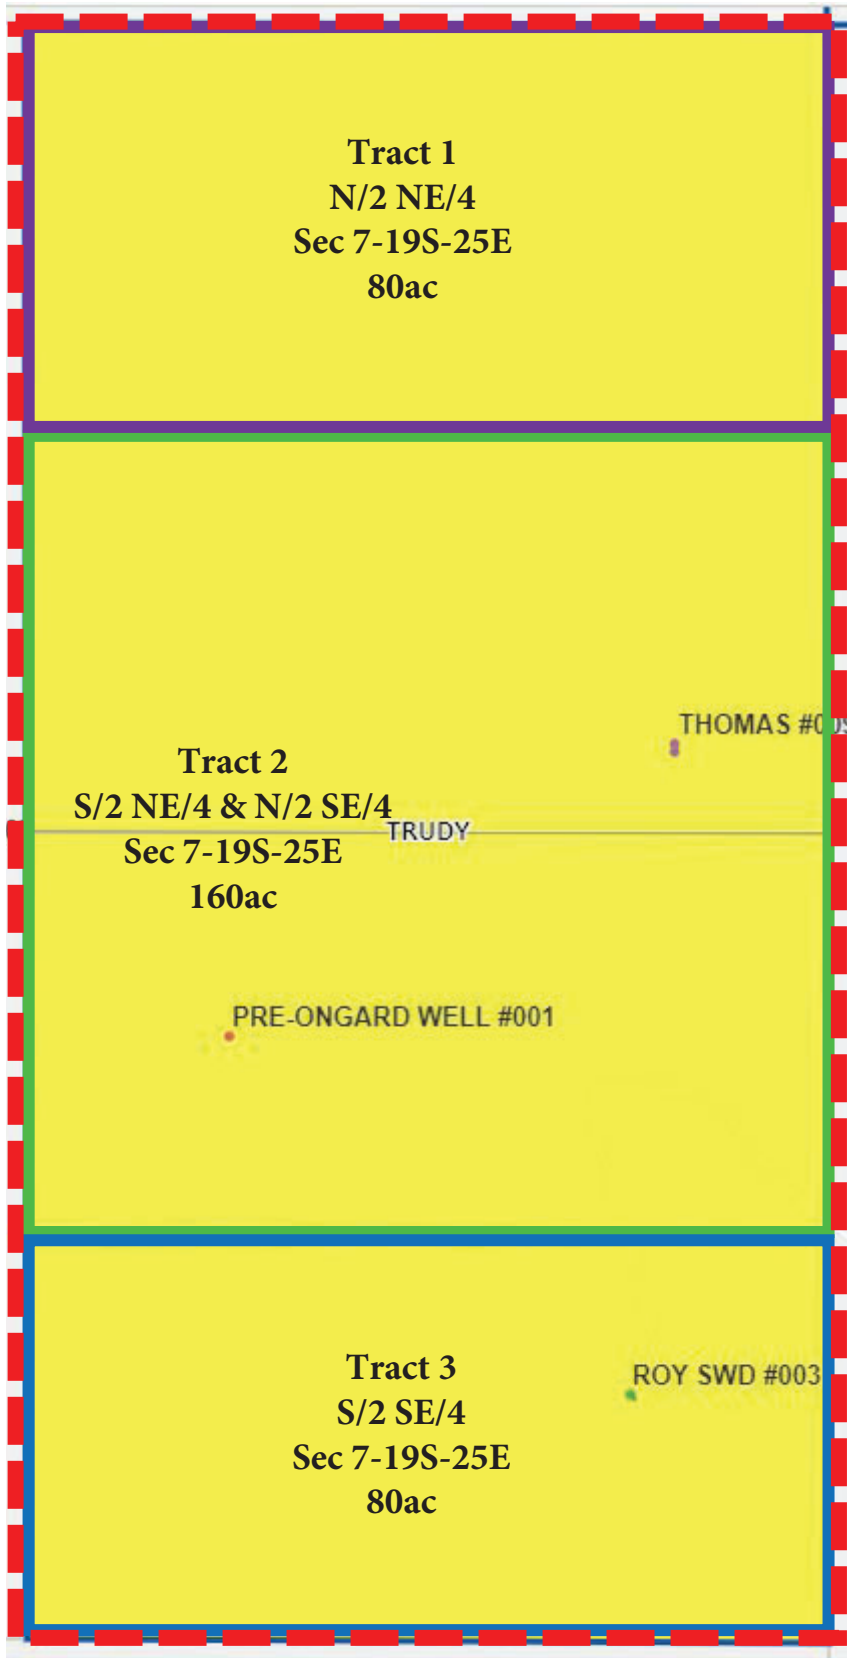 Tract 1
N/2 NE/4
Sec 7-19S-25E
80ac
THOMAS
Tract 2
S/2 NE/4 & N/2 SE/4
TRUDY
Sec 7-19S-25E
160ac
PRE-ONGARD WELL #001
Tract 3
ROY SWD #003
S/2 SE/4
Sec 7-19S-25E
80ac